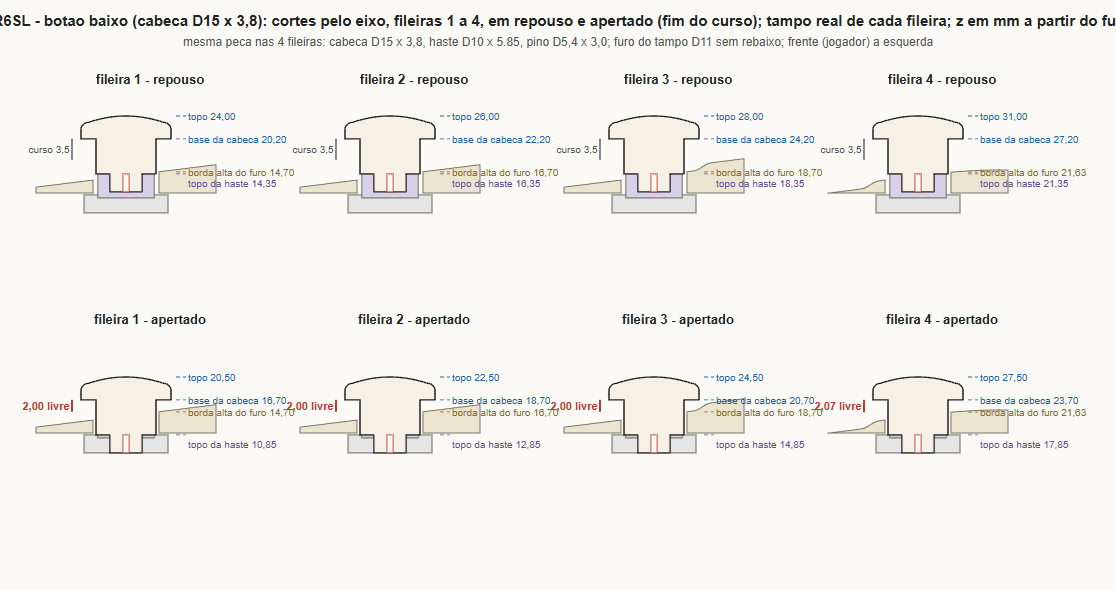 R6SL - botao baixo (cabeca D15 x 3,8): cortes pelo eixo, fileiras 1 a 4, em repouso e apertado (fim do curso); tampo real de cada fileira; z em mm a partir do fu
mesma peca nas 4 fileiras: cabeca D15 x 3,8, haste D10 x 5.85, pino D5,4 x 3,0; furo do tampo D11 sem rebaixo; frente (jogador) a esquerda
fileira 1 - repouso
topo 24,00
base da cabeca 20,20
curso 3,5
borda alta do furo 14,70
topo da haste 14,35
fileira 2 - repouso
topo 26,00
base da cabeca 22,20
curso 3,5
borda alta do furo 16,70
topo da haste 16,35
fileira 3 - repouso
topo 28,00
base da cabeca 24,20
curso 3,5
borda alta do furo 18,70
topo da haste 18,35
fileira 4 - repouso
topo 31,00
base da cabeca 27,20
curso 3,5
borda alta do furo 21,63
topo da haste 21,35
fileira 1 - apertado
topo 20,50
base da cabeca 16,70
2,00 livre
borda alta do furo 14,70
topo da haste 10,85
fileira 2 - apertado
topo 22,50
base da cabeca 18,70
2,00 livre
borda alta do furo 16,70
topo da haste 12,85
fileira 3 - apertado
topo 24,50
base da cabeca 20,70
2,00 livre
borda alta do furo 18,70
topo da haste 14,85
fileira 4 - apertado
topo 27,50
base da cabeca 23,70
2,07 livre
borda alta do furo 21,63
topo da haste 17,85